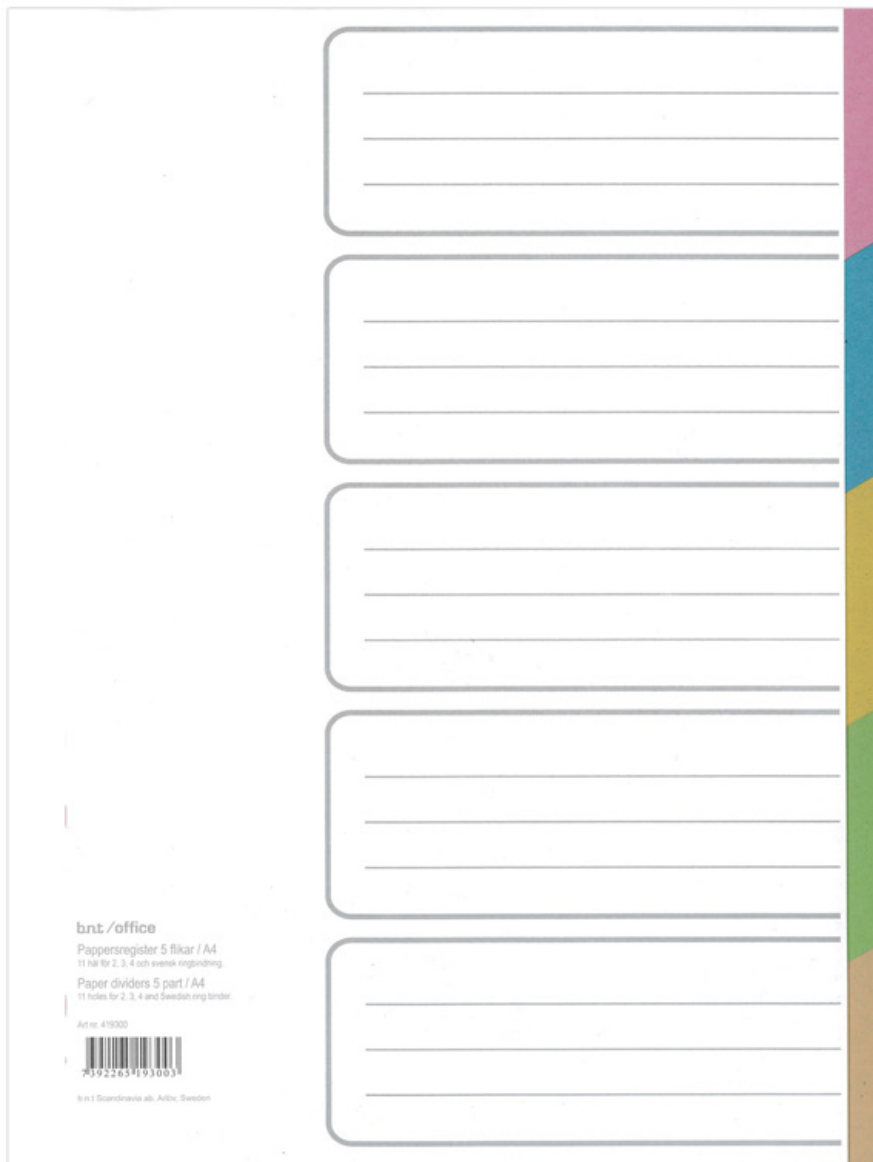 b.n.t /office
Pappersregister 5 flikar / A4
11 hål för 2, 3, 4 och svensk ringbindning.
Paper dividers 5 part / A4
11 holes for 2, 3, 4 and Swedish ring binder.
Art nr. 419300
7392265193003
b.n.t Scandinavia ab, Arlöv, Sweden